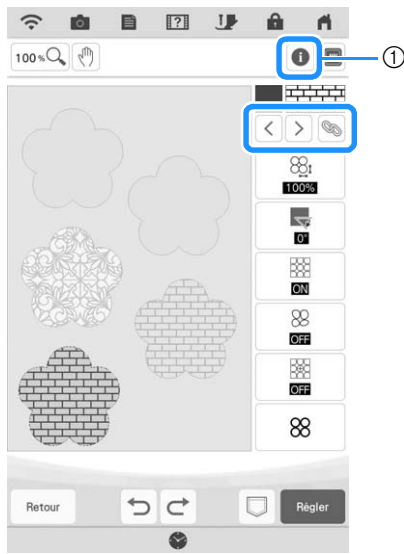 100 %
①
100%
0°
ON
OFF
OFF
Retour
Régler